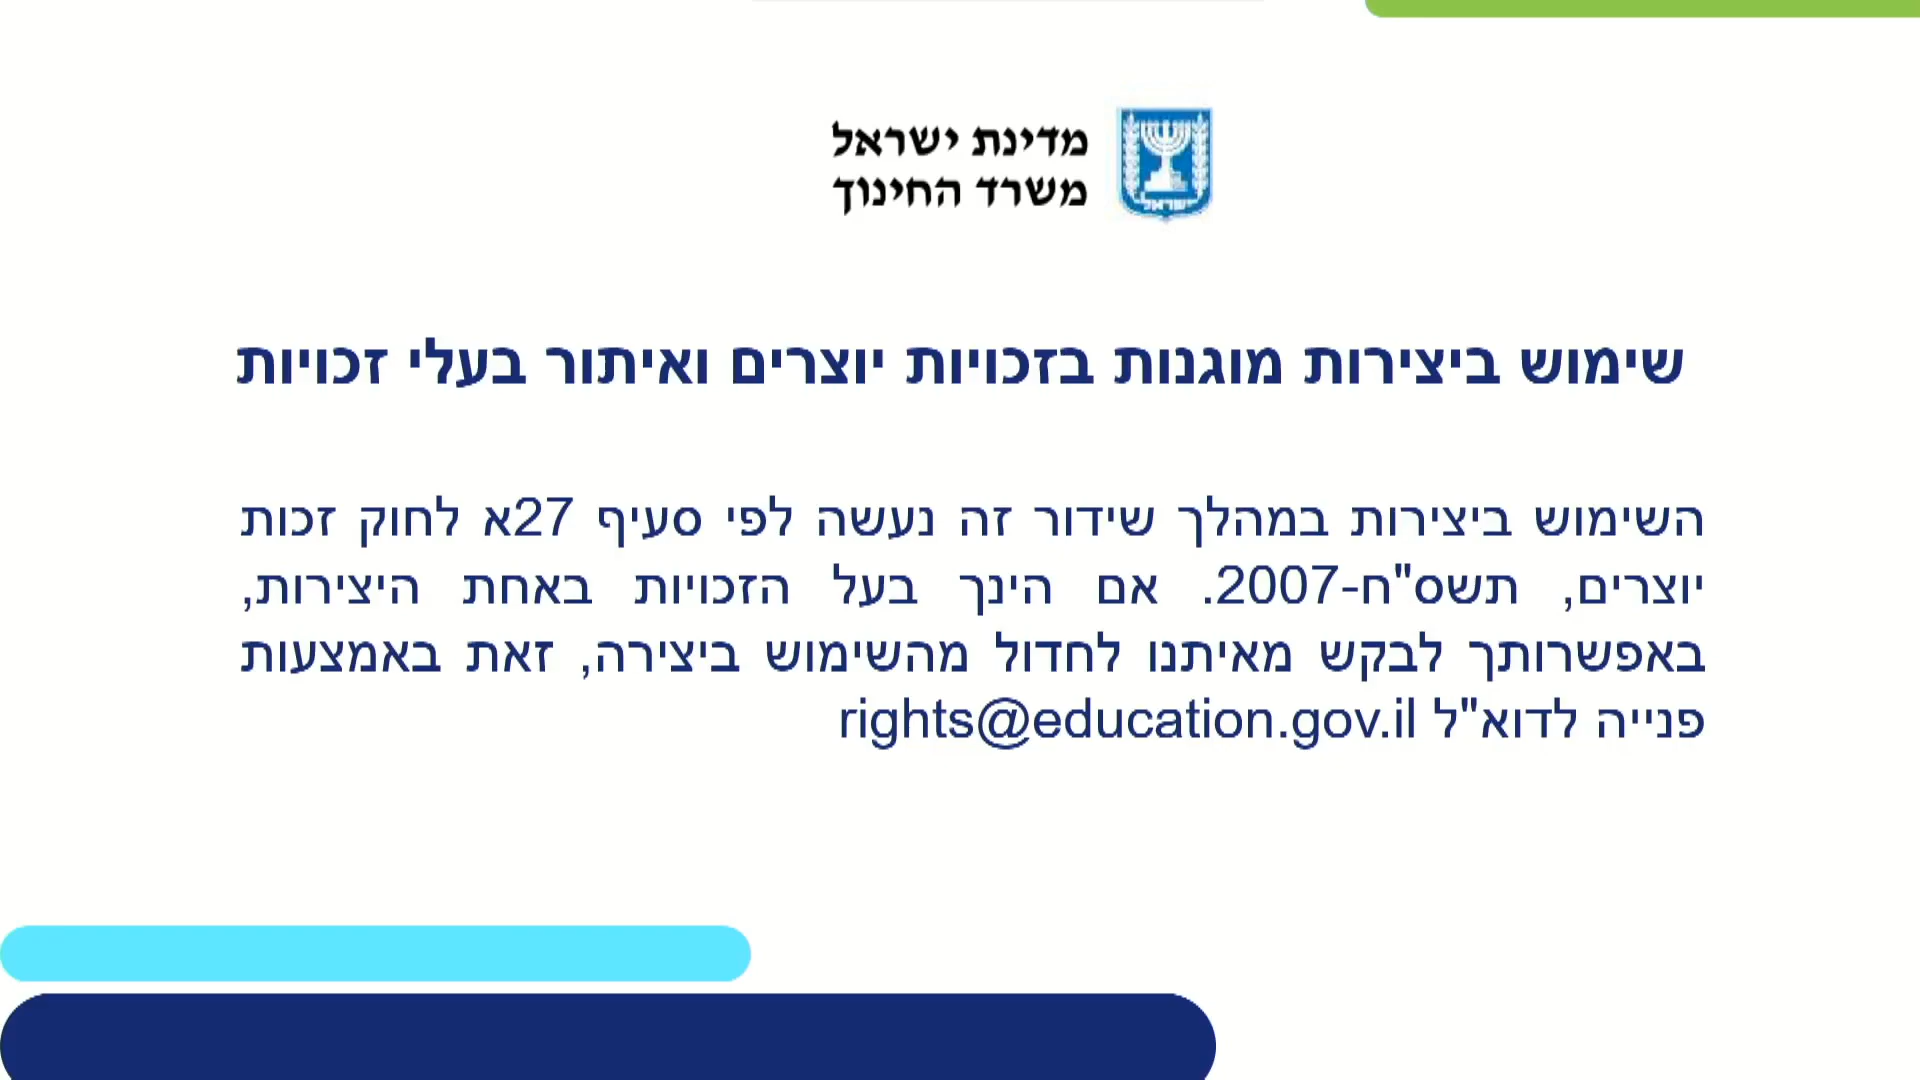 מדינת ישראל
משרד החינוך
ישראל
שימוש ביצירות מוגנות בזכויות יוצרים ואיתור בעלי זכויות
השימוש ביצירות במהלך שידור זה נעשה לפי סעיף 27א לחוק זכות
יוצרים, תשס"ח-2007. אם הינך בעל הזכויות באחת היצירות,
באפשרותך לבקש מאיתנו לחדול מהשימוש ביצירה, זאת באמצעות
פנייה לדוא"ל rights@education.gov.il